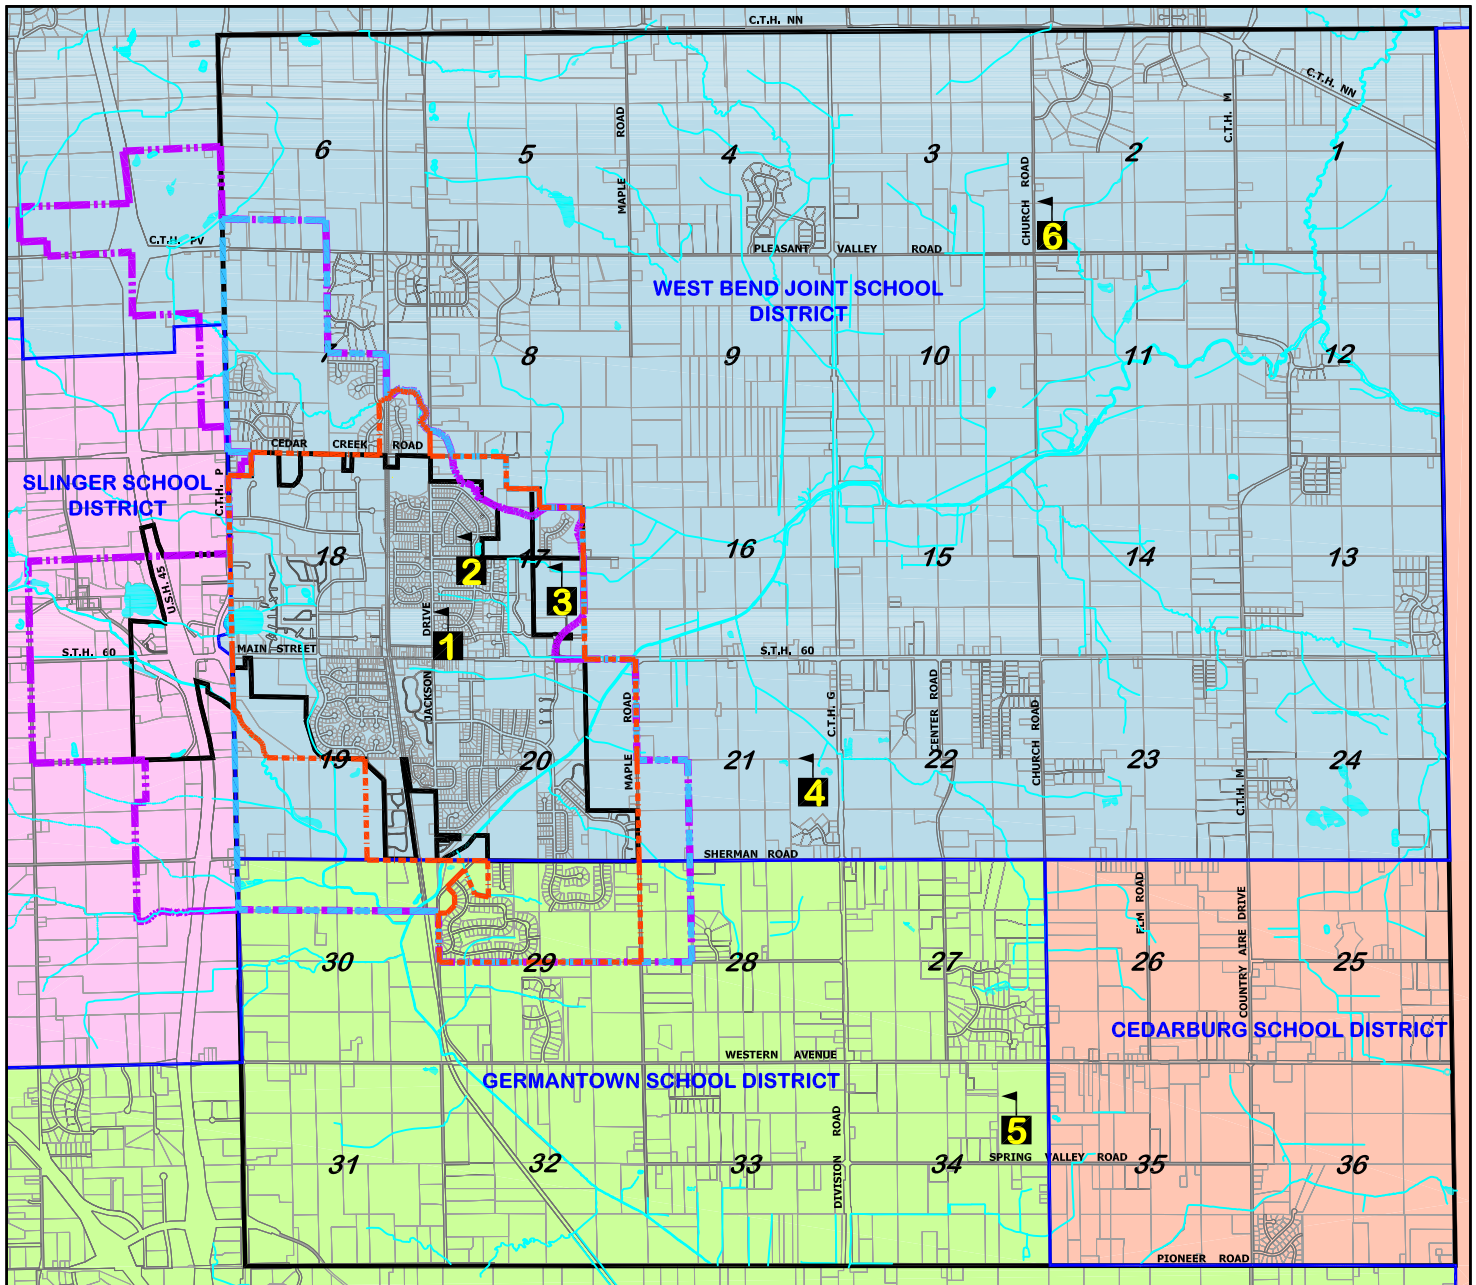 C.T.H. NN
C.T.H. NN
C.T.H. M
MAPLE ROAD
CHURCH ROAD
6
5
4
3
2
1
6
C.T.H. PV
PLEASANT VALLEY ROAD
WEST BEND JOINT SCHOOL
DISTRICT
8
9
10
11
12
7
CEDAR CREEK ROAD
SLINGER SCHOOL
DISTRICT
C.T.H. P
18
17
16
15
14
13
2
3
U.S.H. 45
JACKSON DRIVE
1
S.T.H. 60
MAIN STREET
S.T.H. 60
MAPLE ROAD
C.T.H. G
CENTER ROAD
CHURCH ROAD
C.T.H. M
19
20
21
22
23
24
4
SHERMAN ROAD
ELM ROAD
COUNTRY AIRE DRIVE
30
29
28
27
26
25
CEDARBURG SCHOOL DISTRICT
WESTERN AVENUE
GERMANTOWN SCHOOL DISTRICT
5
DIVISION ROAD
SPRING VALLEY ROAD
31
32
33
34
35
36
PIONEER ROAD